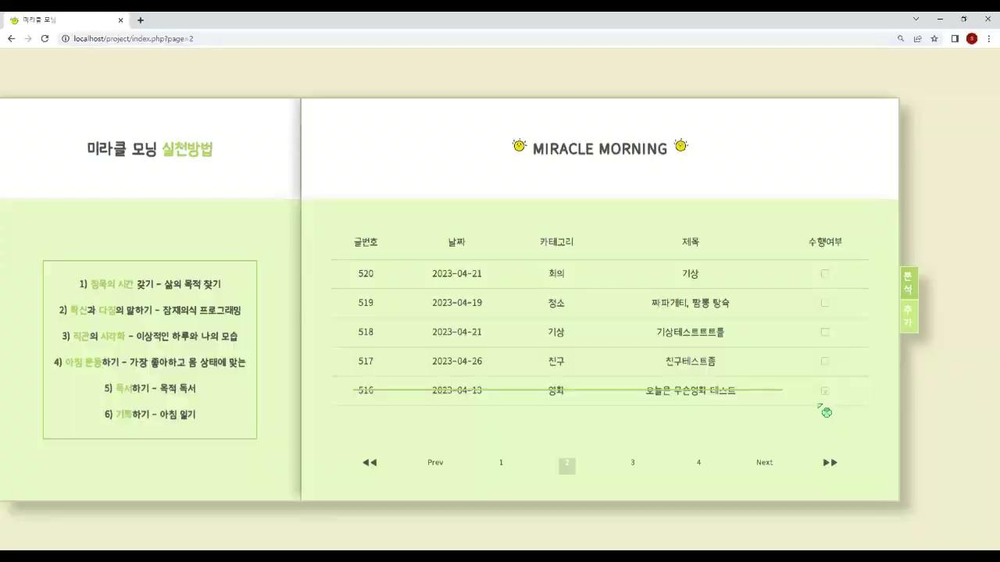 미라클 모닝
localhost/project/index.php?page=2
S
미라클 모닝 실천방법
1) 침묵의 시간 갖기 - 삶의 목적 찾기
2) 확신과 다짐의 말하기 - 잠재의식 프로그래밍
3) 직관의 시각화 - 이상적인 하루와 나의 모습
4) 아침 운동하기 - 가장 좋아하고 몸 상태에 맞는
5) 독서하기 - 목적 독서
6) 기록하기 - 아침 일기
MIRACLE MORNING
글번호 날짜 카테고리 제목 수행여부
520 2023-04-21 회의 기상
519 2023-04-19 청소 짜파게티, 짬뽕 탕슉
518 2023-04-21 기상 기상테스트트트틑
517 2023-04-26 친구 친구테스트좀
516 2023-04-13 영화 오늘은 무슨영화 테스트
Prev 1 2 3 4 Next
분석
추가